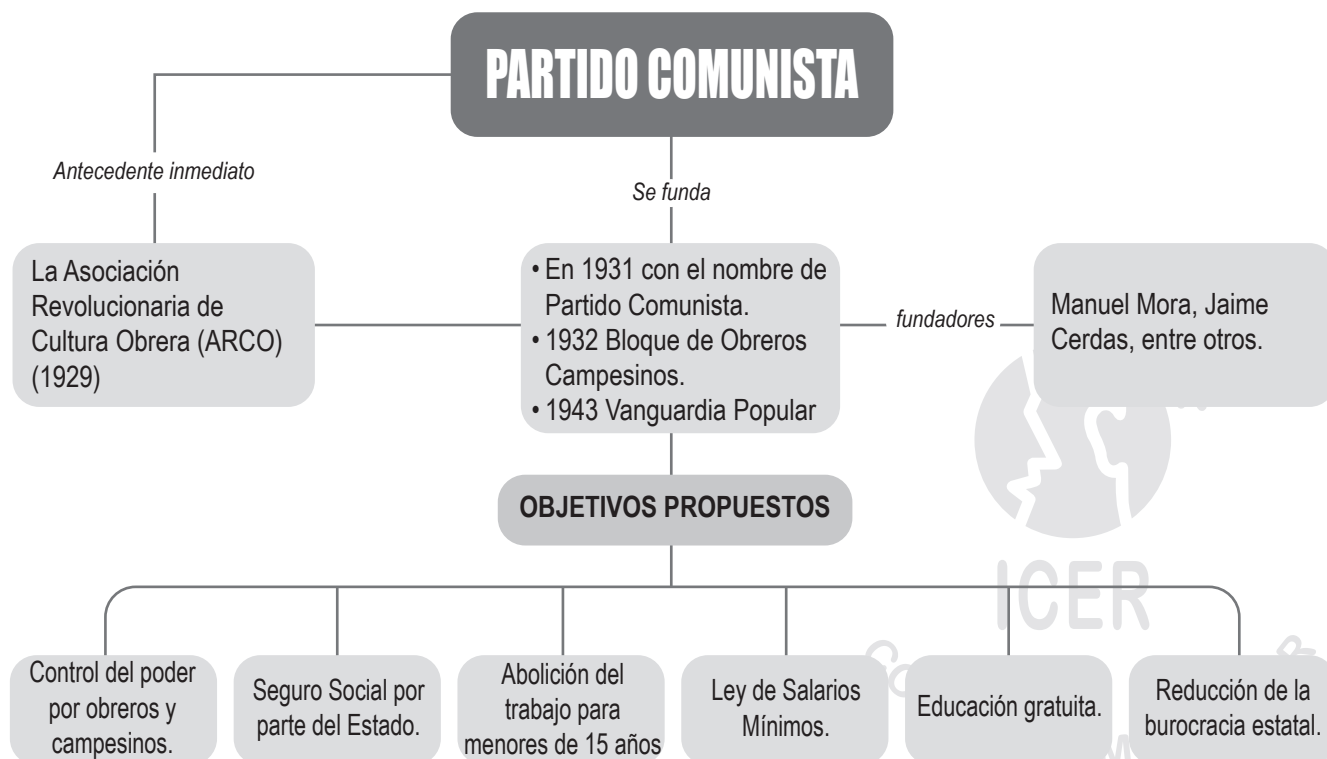 PARTIDO COMUNISTA
Antecedente inmediato
Se funda
La Asociación
Revolucionaria de
Cultura Obrera (ARCO)
(1929)
• En 1931 con el nombre de
Partido Comunista.
• 1932 Bloque de Obreros
Campesinos.
• 1943 Vanguardia Popular
fundadores
Manuel Mora, Jaime
Cerdas, entre otros.
OBJETIVOS PROPUESTOS
ICER
Control del poder
por obreros y
campesinos.
Seguro Social por
parte del Estado.
Abolición del
trabajo para
menores de 15 años
Ley de Salarios
Mínimos.
Educación gratuita.
Reducción de la
burocracia estatal.